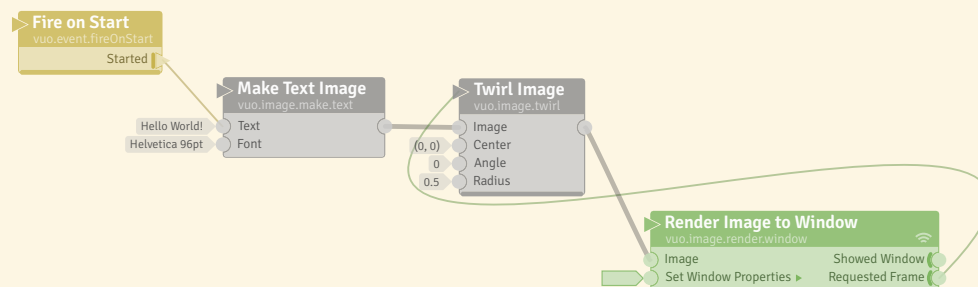 Fire on Start
vuo.event.fireOnStart
Started
Make Text Image
vuo.image.make.text
Hello World!
Text
Helvetica 96pt
Font
Twirl Image
vuo.image.twirl
Image
(0, 0)
Center
0
Angle
0.5
Radius
Render Image to Window
vuo.image.render.window
Image
Showed Window
Set Window Properties
Requested Frame